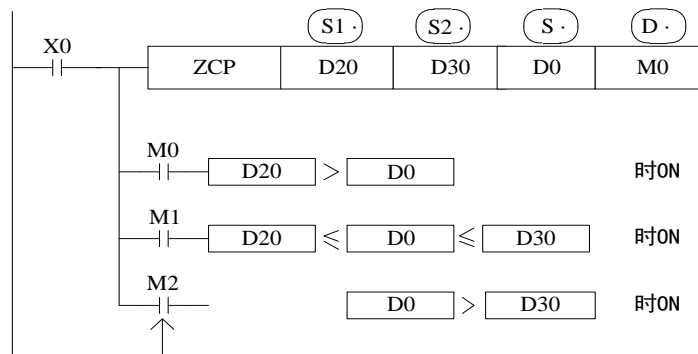 S1· S2· S· D·
X0
ZCP D20 D30 D0 M0
M0
D20 > D0 时ON
M1
D20 ≤ D0 ≤ D30 时ON
M2
D0 > D30 时ON